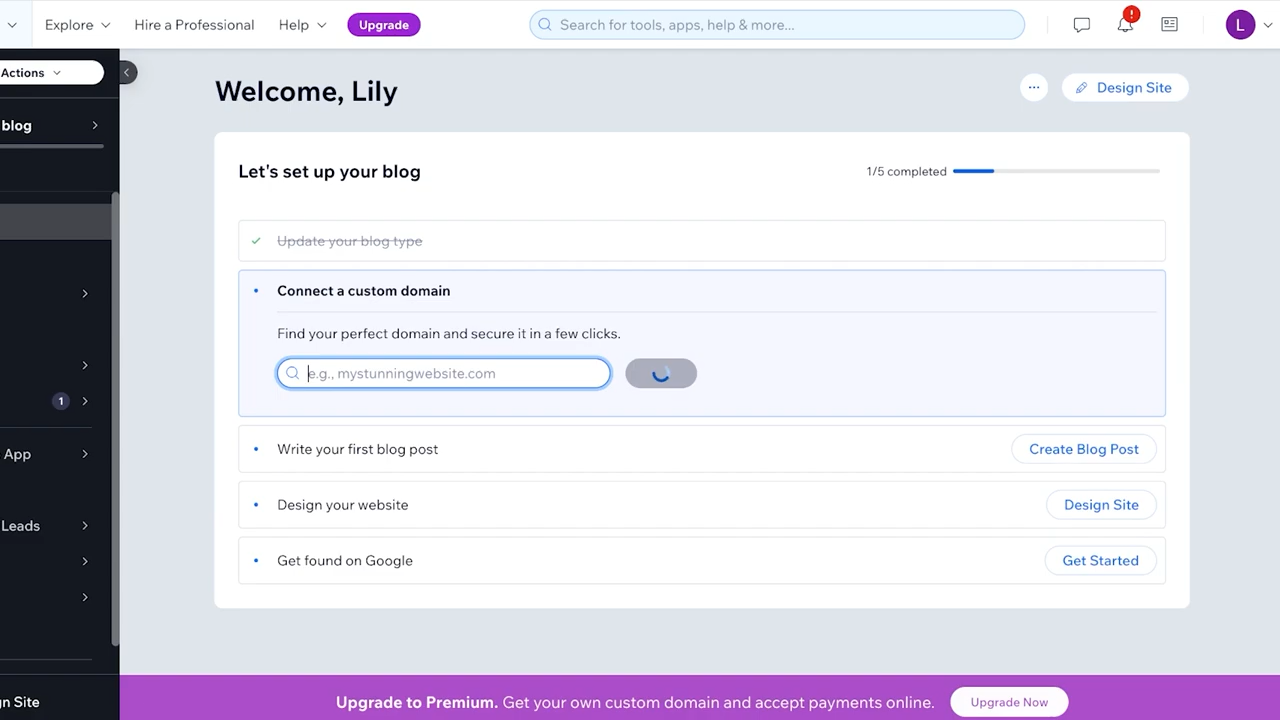 Explore Hire a Professional Help Upgrade Search for tools, apps, help & more... L
Actions
Welcome, Lily
... Design Site
blog
Let's set up your blog
1/5 completed
Update your blog type
Connect a custom domain
Find your perfect domain and secure it in a few clicks.
e.g., mystunningwebsite.com
1
Write your first blog post Create Blog Post
App
Design your website Design Site
Leads
Get found on Google Get Started
gn Site
Upgrade to Premium. Get your own custom domain and accept payments online. Upgrade Now